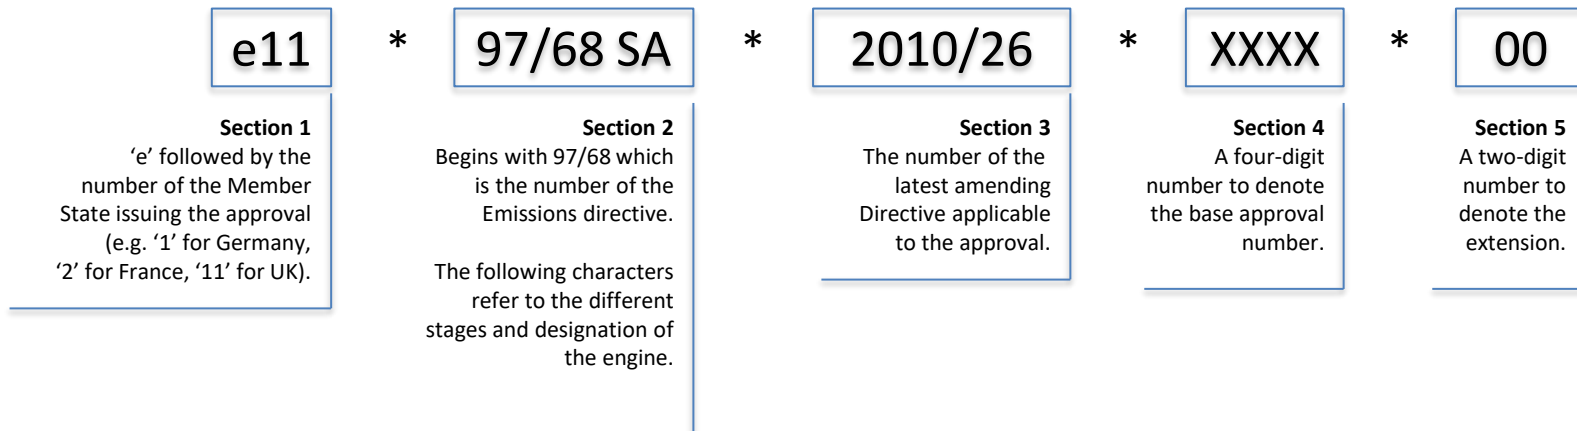 e11 * 97/68 SA * 2010/26 * XXXX * 00
Section 1
‘e’ followed by the
number of the Member
State issuing the approval
(e.g. ‘1’ for Germany,
‘2’ for France, ‘11’ for UK).
Section 2
Begins with 97/68 which
is the number of the
Emissions directive.
The following characters
refer to the different
stages and designation of
the engine.
Section 3
The number of the
latest amending
Directive applicable
to the approval.
Section 4
A four-digit
number to denote
the base approval
number.
Section 5
A two-digit
number to
denote the
extension.